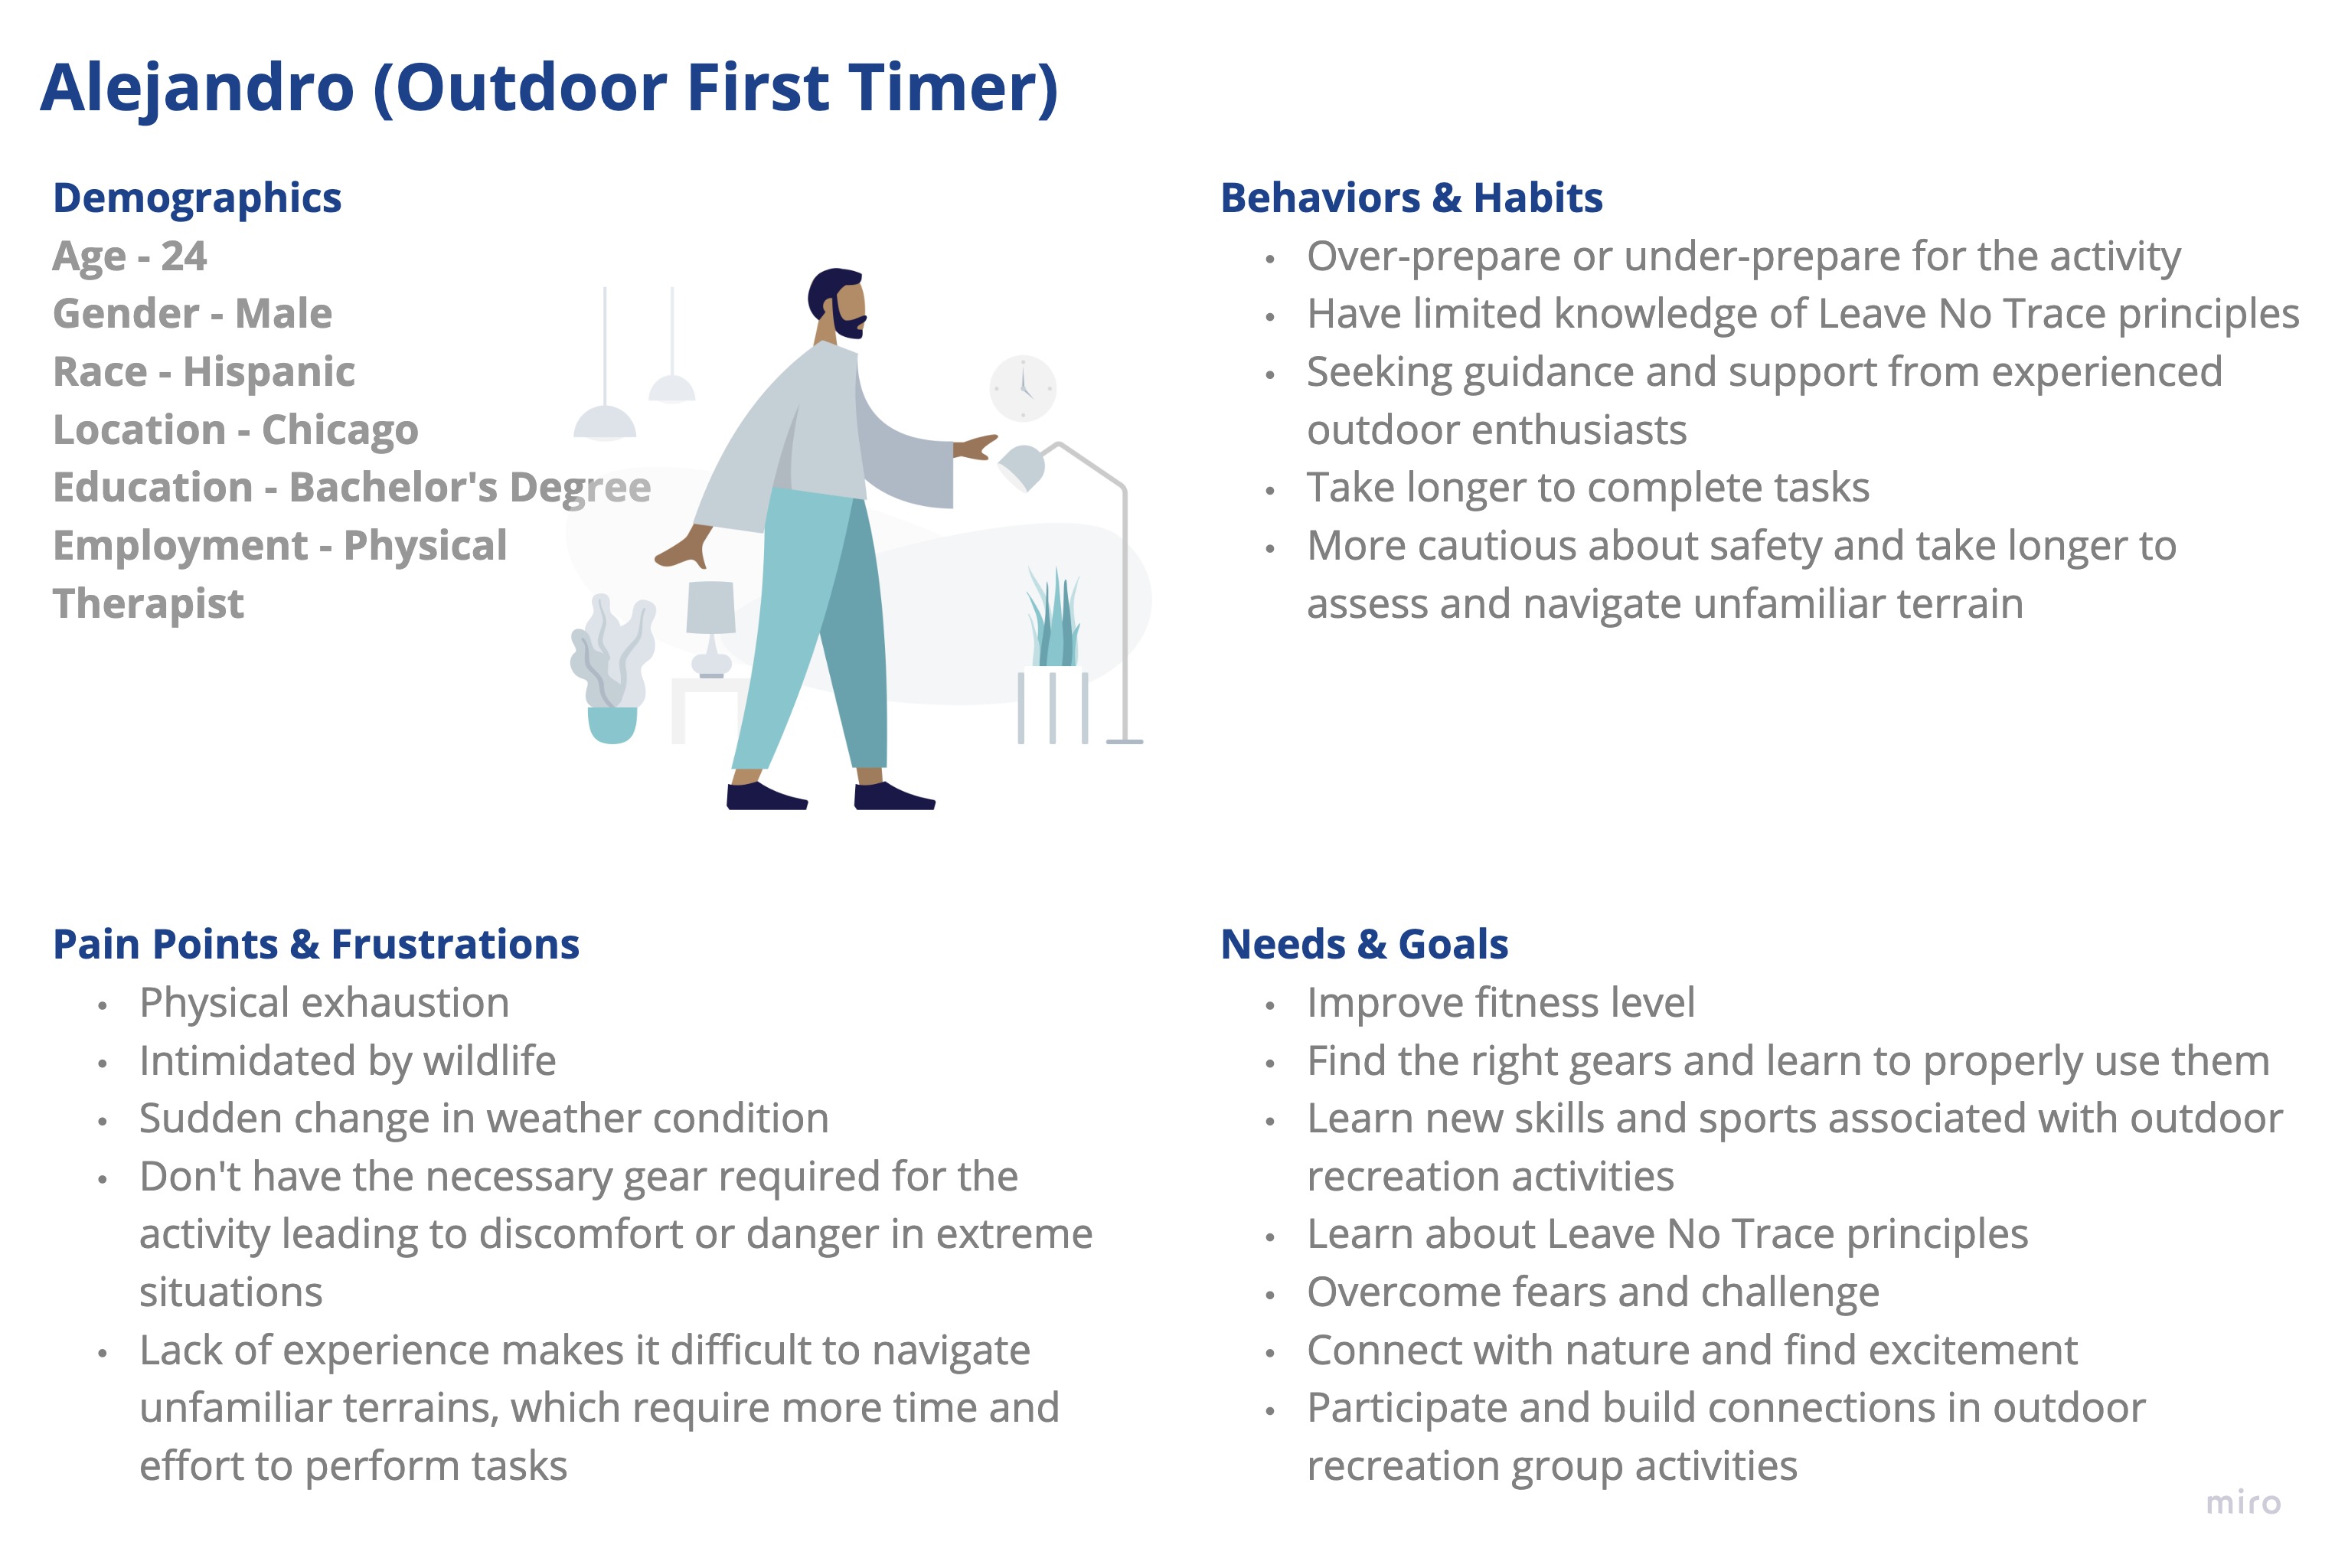 Alejandro (Outdoor First Timer)
Demographics
Age - 24
Gender - Male
Race - Hispanic
Location - Chicago
Education - Bachelor's Degree
Employment - Physical
Therapist
Behaviors & Habits
• Over-prepare or under-prepare for the activity
• Have limited knowledge of Leave No Trace principles
• Seeking guidance and support from experienced
outdoor enthusiasts
• Take longer to complete tasks
• More cautious about safety and take longer to
assess and navigate unfamiliar terrain
Pain Points & Frustrations
• Physical exhaustion
• Intimidated by wildlife
• Sudden change in weather condition
• Don't have the necessary gear required for the
activity leading to discomfort or danger in extreme
situations
• Lack of experience makes it difficult to navigate
unfamiliar terrains, which require more time and
effort to perform tasks
Needs & Goals
• Improve fitness level
• Find the right gears and learn to properly use them
• Learn new skills and sports associated with outdoor
recreation activities
• Learn about Leave No Trace principles
• Overcome fears and challenge
• Connect with nature and find excitement
• Participate and build connections in outdoor
recreation group activities
miro